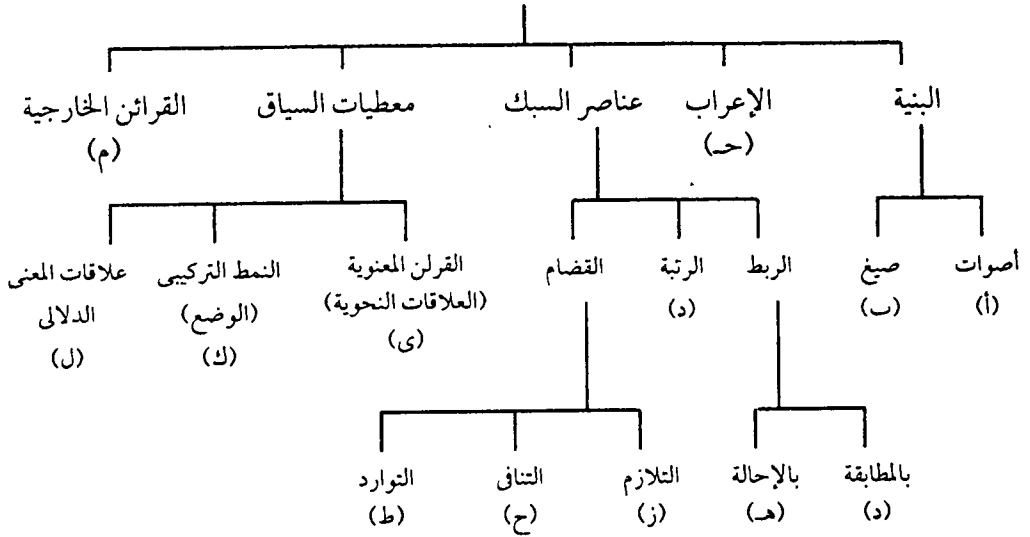 البنية
الإعراب
(حـ)
عناصر السبك
معطيات السياق
القرائن الخارجية
(م)
أصوات
(أ)
صيغ
(ب)
الربط
الرتبة
(د)
القضام
القرلن المعنوية
(العلاقات النحوية)
(ى)
النمط التركيبى
(الوضع)
(ك)
علاقات المعنى
الدلالى
(ل)
بالمطابقة
(د)
بالإحالة
(هـ)
التلازم
(ز)
التنافى
(ح)
التوارد
(ط)